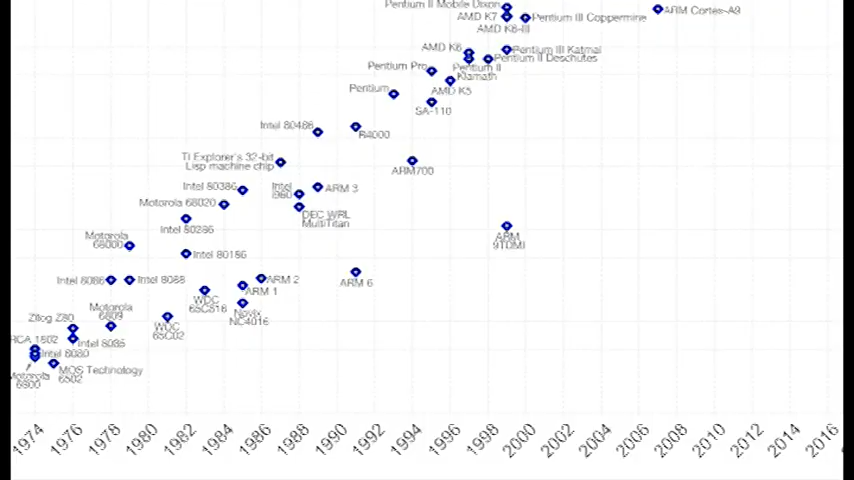 Pentium II Mobile Dixon
ARM Cortex-A9
AMD K7
Pentium III Coppermine
AMD K6-III
AMD K6
Pentium III Katmai
Pentium II Deschutes
Pentium Pro
Pentium II
Klamath
Pentium
AMD K5
SA-110
Intel 80486
R4000
TI Explorer's 32-bit
Lisp machine chip
ARM700
Intel 80386
Intel
i960
ARM 3
Motorola 68020
DEC WRL
MultiTitan
Intel 80286
ARM
9TDMI
Motorola
68000
Intel 80186
Intel 8086
Intel 8088
ARM 2
ARM 6
ARM 1
WDC
65C816
Novix
NC4016
Motorola
6809
Zilog Z80
WDC
65C02
RCA 1802
Intel 8085
Intel 8080
MOS Technology
6502
Motorola
6800
1974 1976 1978 1980 1982 1984 1986 1988 1990 1992 1994 1996 1998 2000 2002 2004 2006 2008 2010 2012 2014 2016